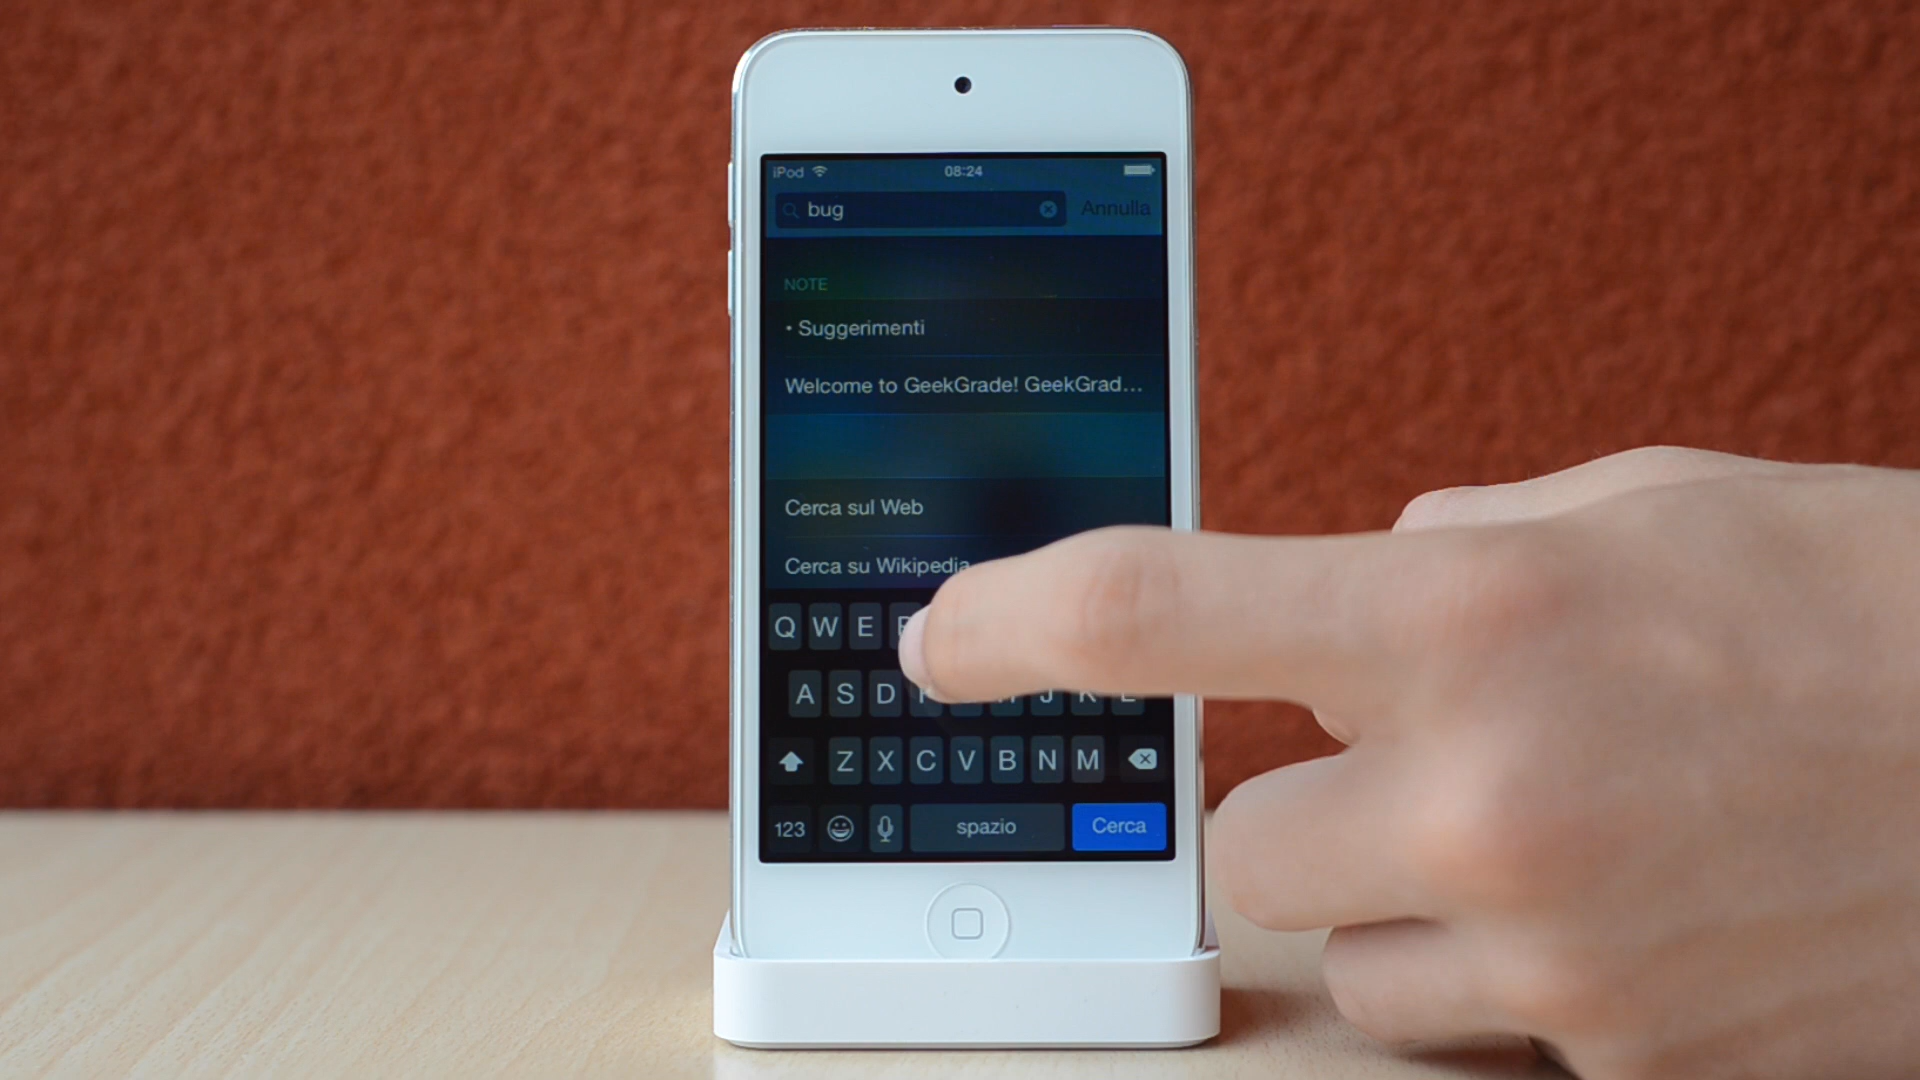 iPod 08:24
bug Annulla
NOTE
• Suggerimenti
Welcome to GeekGrade! GeekGrad...
Cerca sul Web
Cerca su Wikipedia
Q W E
A S D
Z X C V B N M
123 spazio Cerca